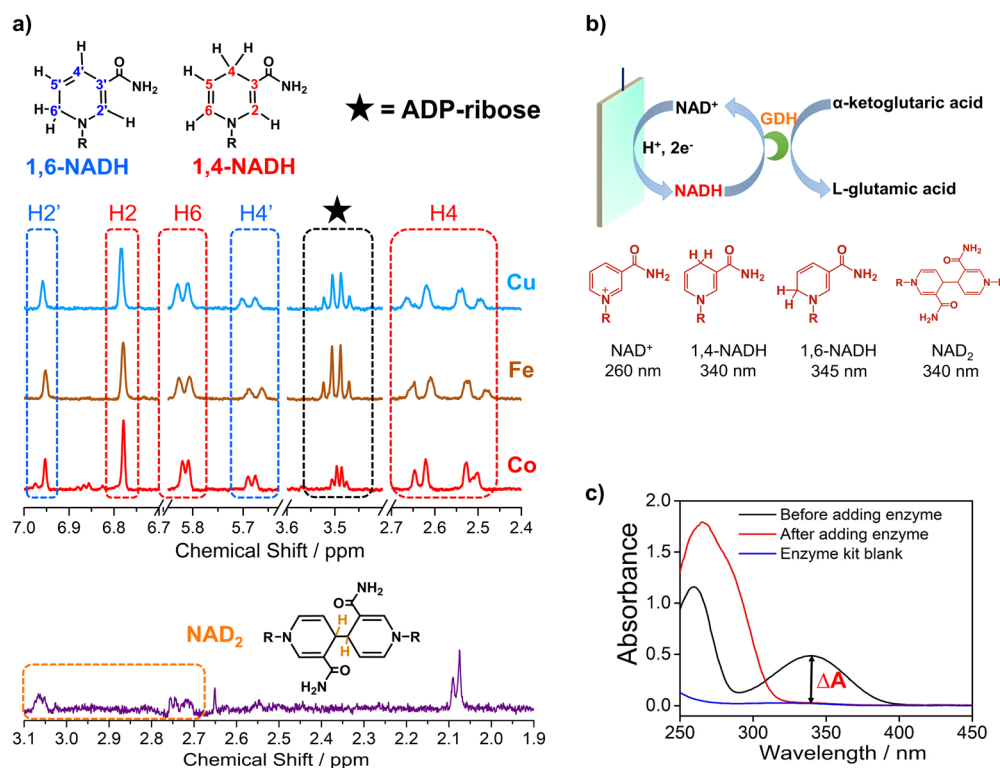 a)
H
H
H
H
H
4'
5'
3'
6'
2'
N
R
O
NH₂
1,6-NADH
H
H
H
H
H
4
5
3
6
2
N
R
O
NH₂
1,4-NADH
★ = ADP-ribose
H2’ H2 H6 H4’ ★ H4
Cu
Fe
Co
7.0 6.9 6.8 6.7 5.8 5.7 3.6 3.5 2.7 2.6 2.5 2.4
Chemical Shift / ppm
NAD₂
R-N
H
H
O
NH₂
N-R
O
H₂N
3.1 3.0 2.9 2.8 2.7 2.6 2.5 2.4 2.3 2.2 2.1 2.0 1.9
Chemical Shift / ppm
b)
NAD⁺
H⁺, 2e⁻
NADH
GDH
α-ketoglutaric acid
L-glutamic acid
O
NH₂
N+
R
H H O
NH₂
N
R
O
NH₂
H
H
N
R
NH₂
O
R-N
N-R
O
H₂N
NAD⁺
260 nm
1,4-NADH
340 nm
1,6-NADH
345 nm
NAD₂
340 nm
c)
2.0
1.5
1.0
0.5
0.0
Absorbance
Before adding enzyme
After adding enzyme
Enzyme kit blank
ΔA
250 300 350 400 450
Wavelength / nm